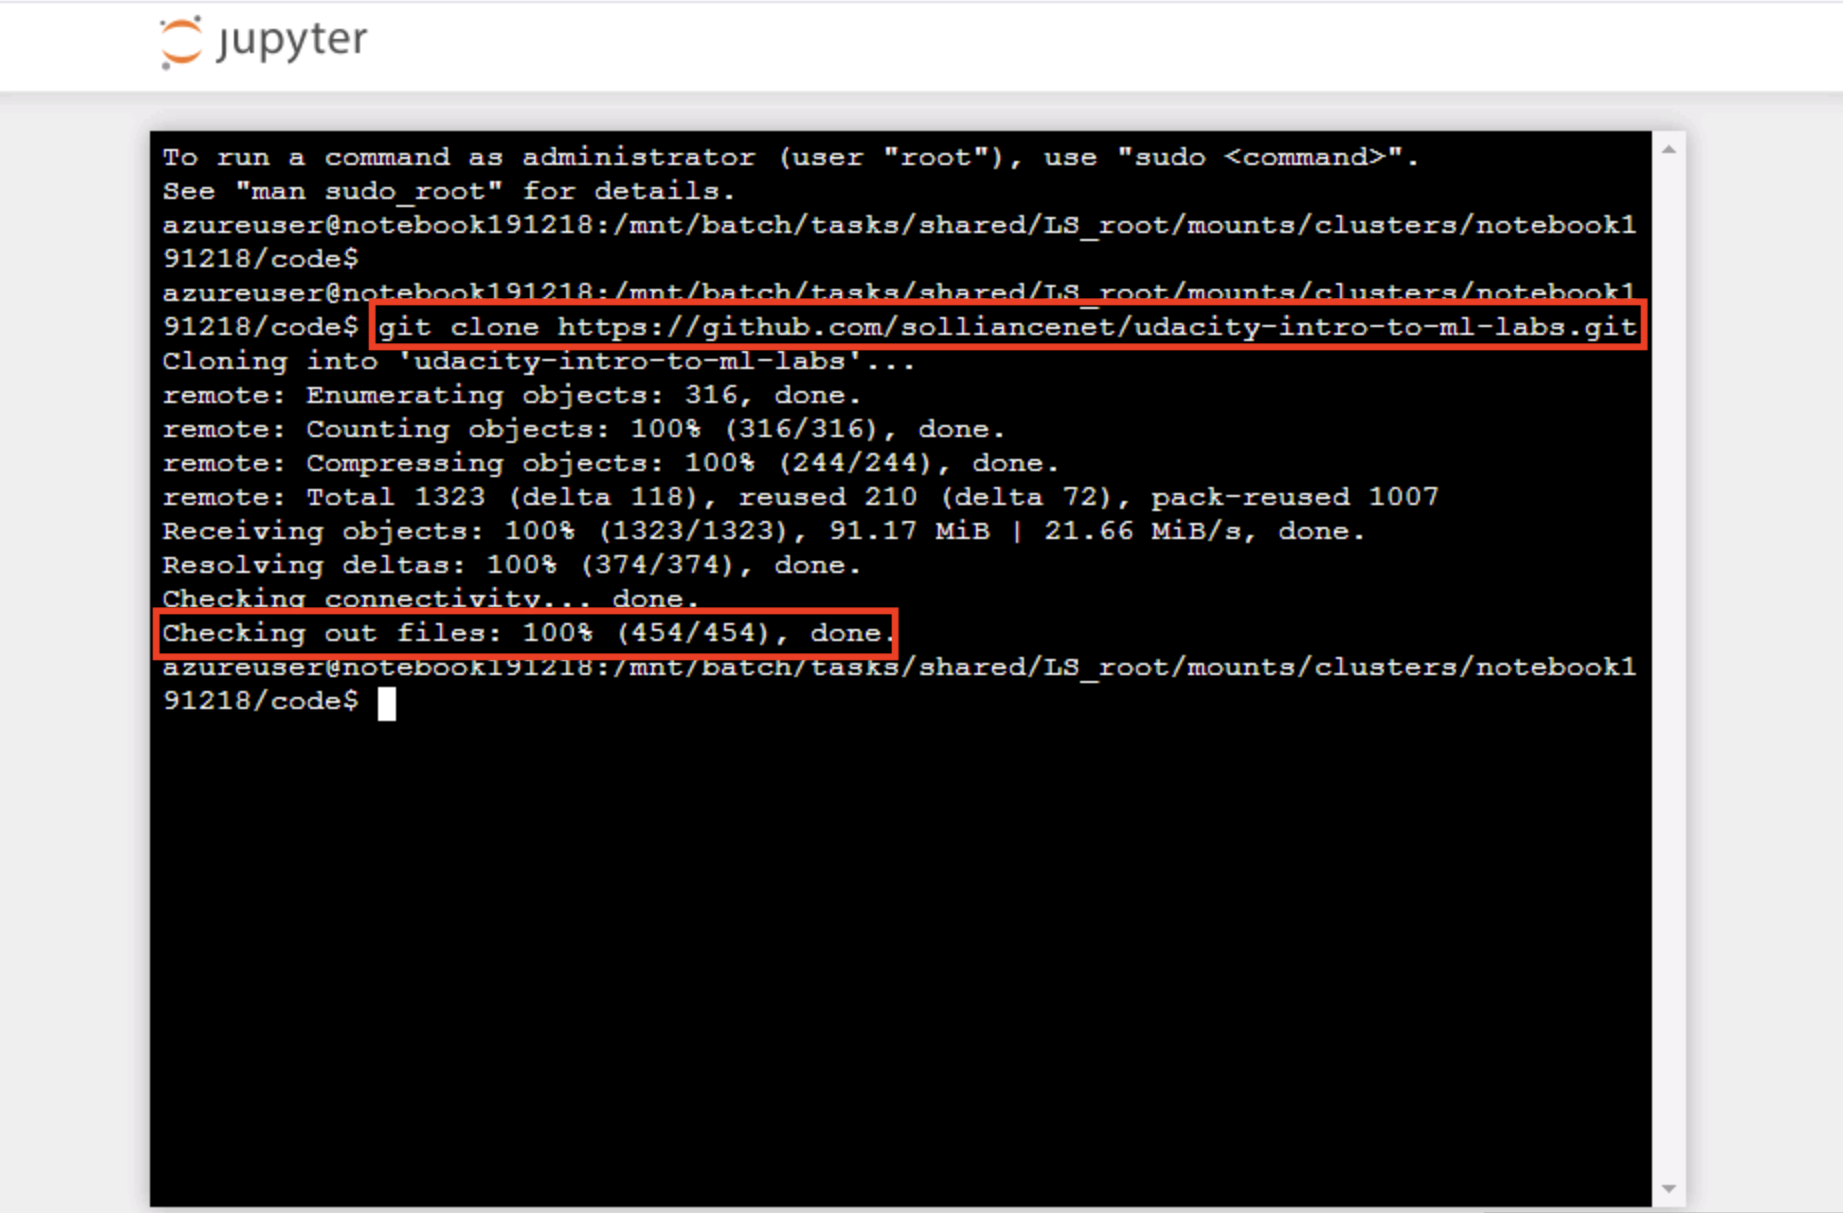 jupyter
To run a command as administrator (user "root"), use "sudo <command>".
See "man sudo_root" for details.
azureuser@notebook191218:/mnt/batch/tasks/shared/LS_root/mounts/clusters/notebook1
91218/code$
azureuser@notebook191218:/mnt/batch/tasks/shared/LS_root/mounts/clusters/notebook1
91218/code$ git clone https://github.com/solliancenet/udacity-intro-to-ml-labs.git
Cloning into 'udacity-intro-to-ml-labs'...
remote: Enumerating objects: 316, done.
remote: Counting objects: 100% (316/316), done.
remote: Compressing objects: 100% (244/244), done.
remote: Total 1323 (delta 118), reused 210 (delta 72), pack-reused 1007
Receiving objects: 100% (1323/1323), 91.17 MiB | 21.66 MiB/s, done.
Resolving deltas: 100% (374/374), done.
Checking connectivity... done.
Checking out files: 100% (454/454), done.
azureuser@notebook191218:/mnt/batch/tasks/shared/LS_root/mounts/clusters/notebook1
91218/code$